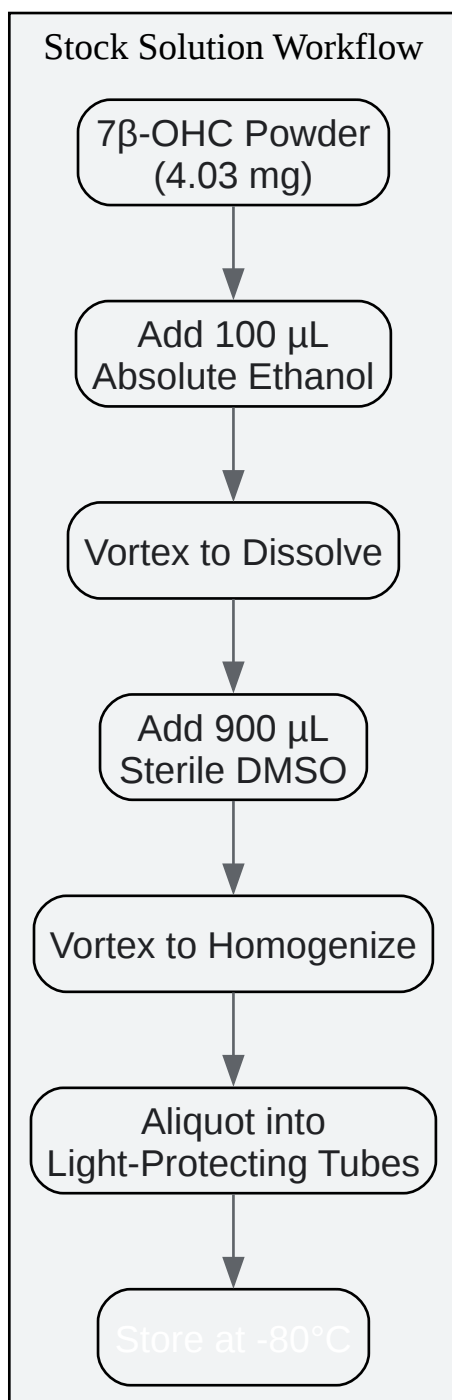 Stock Solution Workflow
7β-OHC Powder
(4.03 mg)
Add 100 µL
Absolute Ethanol
Vortex to Dissolve
Add 900 µL
Sterile DMSO
Vortex to Homogenize
Aliquot into
Light-Protecting Tubes
Store at -80°C